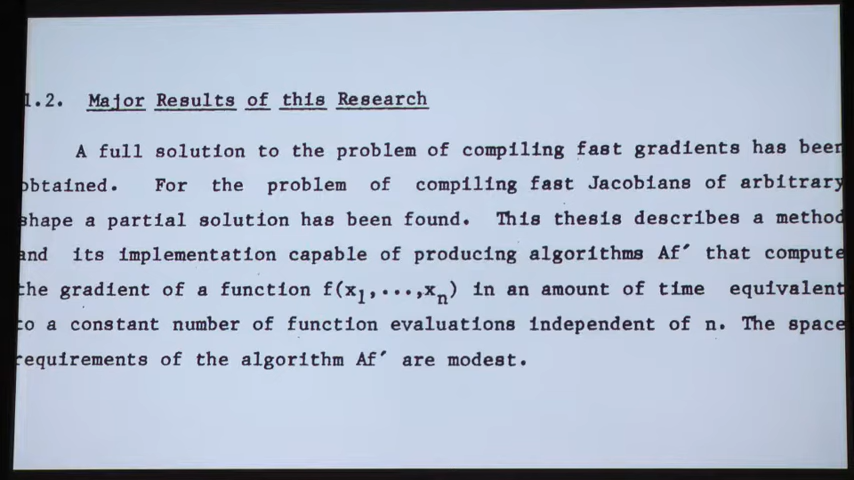 1.2. Major Results of this Research
A full solution to the problem of compiling fast gradients has been
obtained. For the problem of compiling fast Jacobians of arbitrary
shape a partial solution has been found. This thesis describes a method
and its implementation capable of producing algorithms Af′ that compute
the gradient of a function f(x₁,...,xₙ) in an amount of time equivalent
to a constant number of function evaluations independent of n. The space
requirements of the algorithm Af′ are modest.